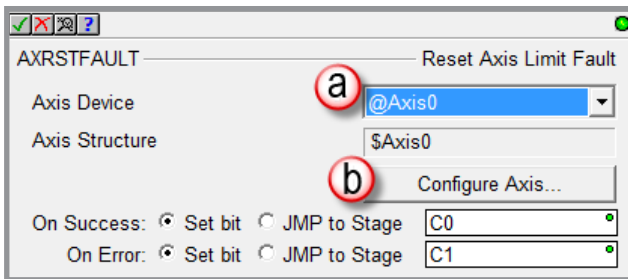 ?
AXRSTFAULT Reset Axis Limit Fault
a
Axis Device @Axis0
Axis Structure $Axis0
b
Configure Axis...
On Success: Set bit JMP to Stage C0
On Error: Set bit JMP to Stage C1